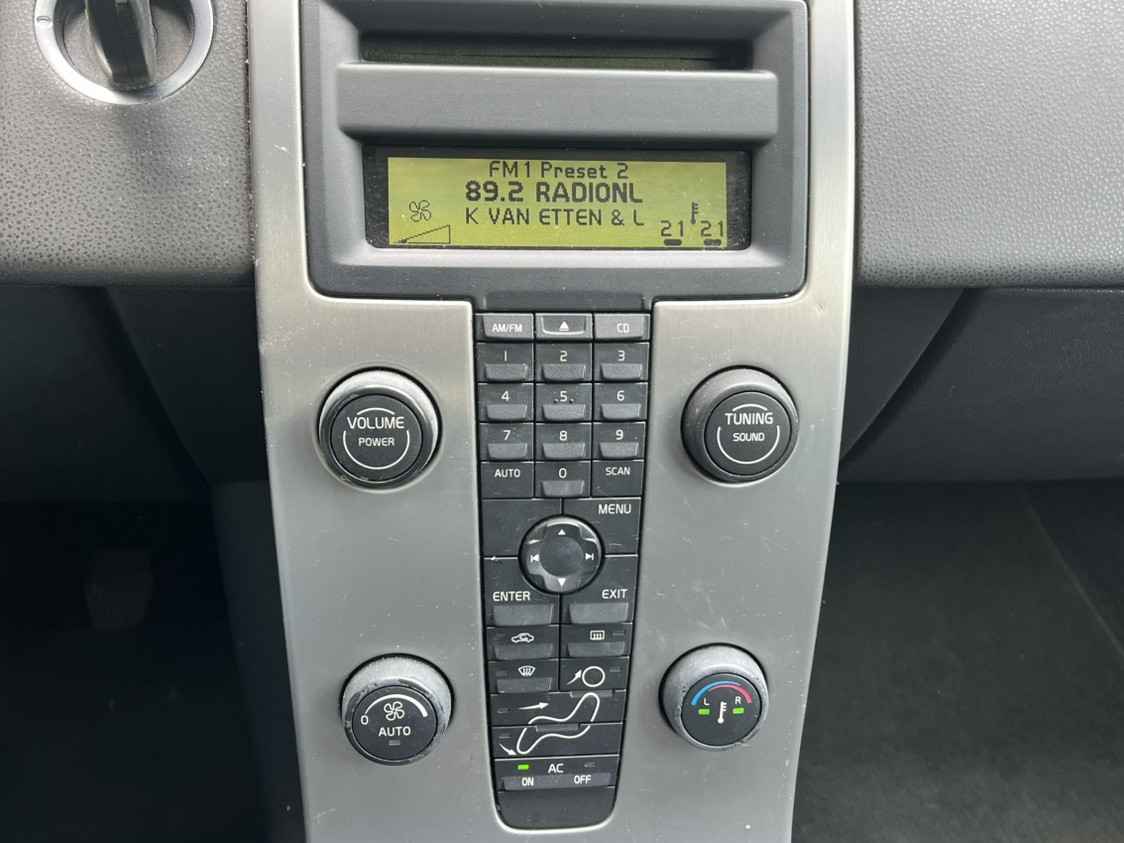 FM1 Preset 2
89.2 RADIONL
K VAN ETTEN & L
21 21
AM/FM CD
1 2 3
4 5 6
VOLUME
POWER
TUNING
SOUND
7 8 9
AUTO 0 SCAN
MENU
ENTER EXIT
0
AUTO
L R
AC
ON OFF